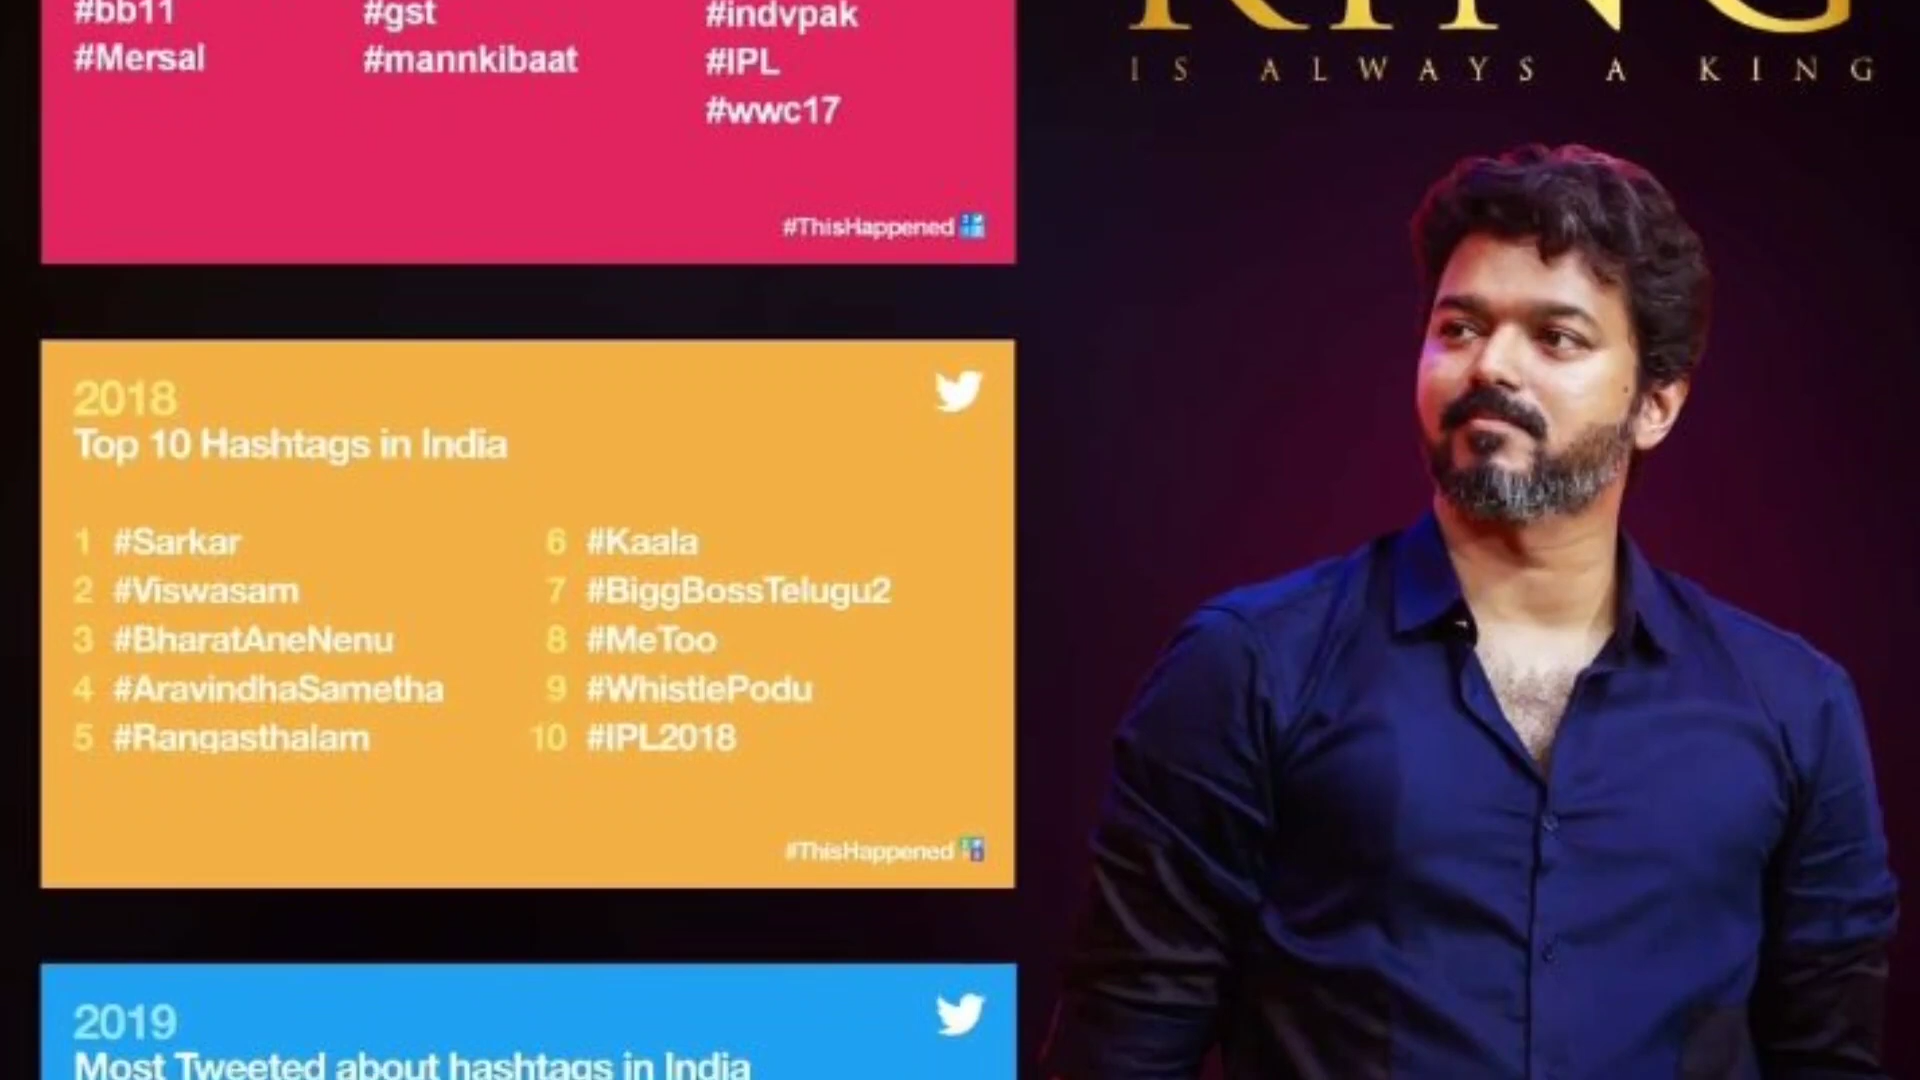 #bb11
#Mersal
#gst
#mannkibaat
#indvpak
#IPL
#wwc17
#ThisHappened
2018
Top 10 Hashtags in India
1 #Sarkar
2 #Viswasam
3 #BharatAneNenu
4 #AravindhaSametha
5 #Rangasthalam
6 #Kaala
7 #BiggBossTelugu2
8 #MeToo
9 #WhistlePodu
10 #IPL2018
#ThisHappened
2019
Most Tweeted about hashtags in India
KING
IS ALWAYS A KING